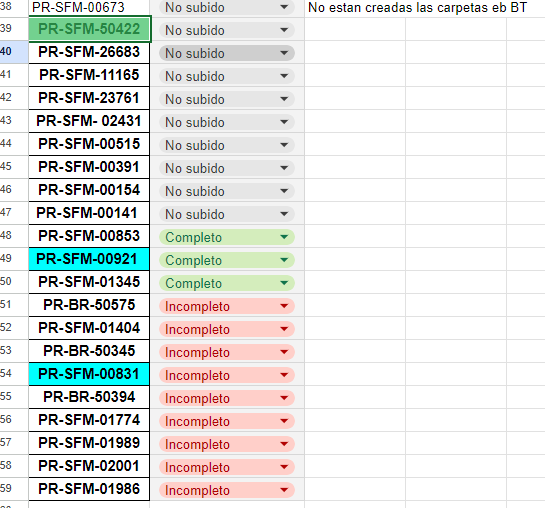 38 PR-SFM-00673 No subido No estan creadas las carpetas eb BT
39 PR-SFM-50422 No subido
40 PR-SFM-26683 No subido
41 PR-SFM-11165 No subido
42 PR-SFM-23761 No subido
43 PR-SFM- 02431 No subido
44 PR-SFM-00515 No subido
45 PR-SFM-00391 No subido
46 PR-SFM-00154 No subido
47 PR-SFM-00141 No subido
48 PR-SFM-00853 Completo
49 PR-SFM-00921 Completo
50 PR-SFM-01345 Completo
51 PR-BR-50575 Incompleto
52 PR-SFM-01404 Incompleto
53 PR-BR-50345 Incompleto
54 PR-SFM-00831 Incompleto
55 PR-BR-50394 Incompleto
56 PR-SFM-01774 Incompleto
57 PR-SFM-01989 Incompleto
58 PR-SFM-02001 Incompleto
59 PR-SFM-01986 Incompleto